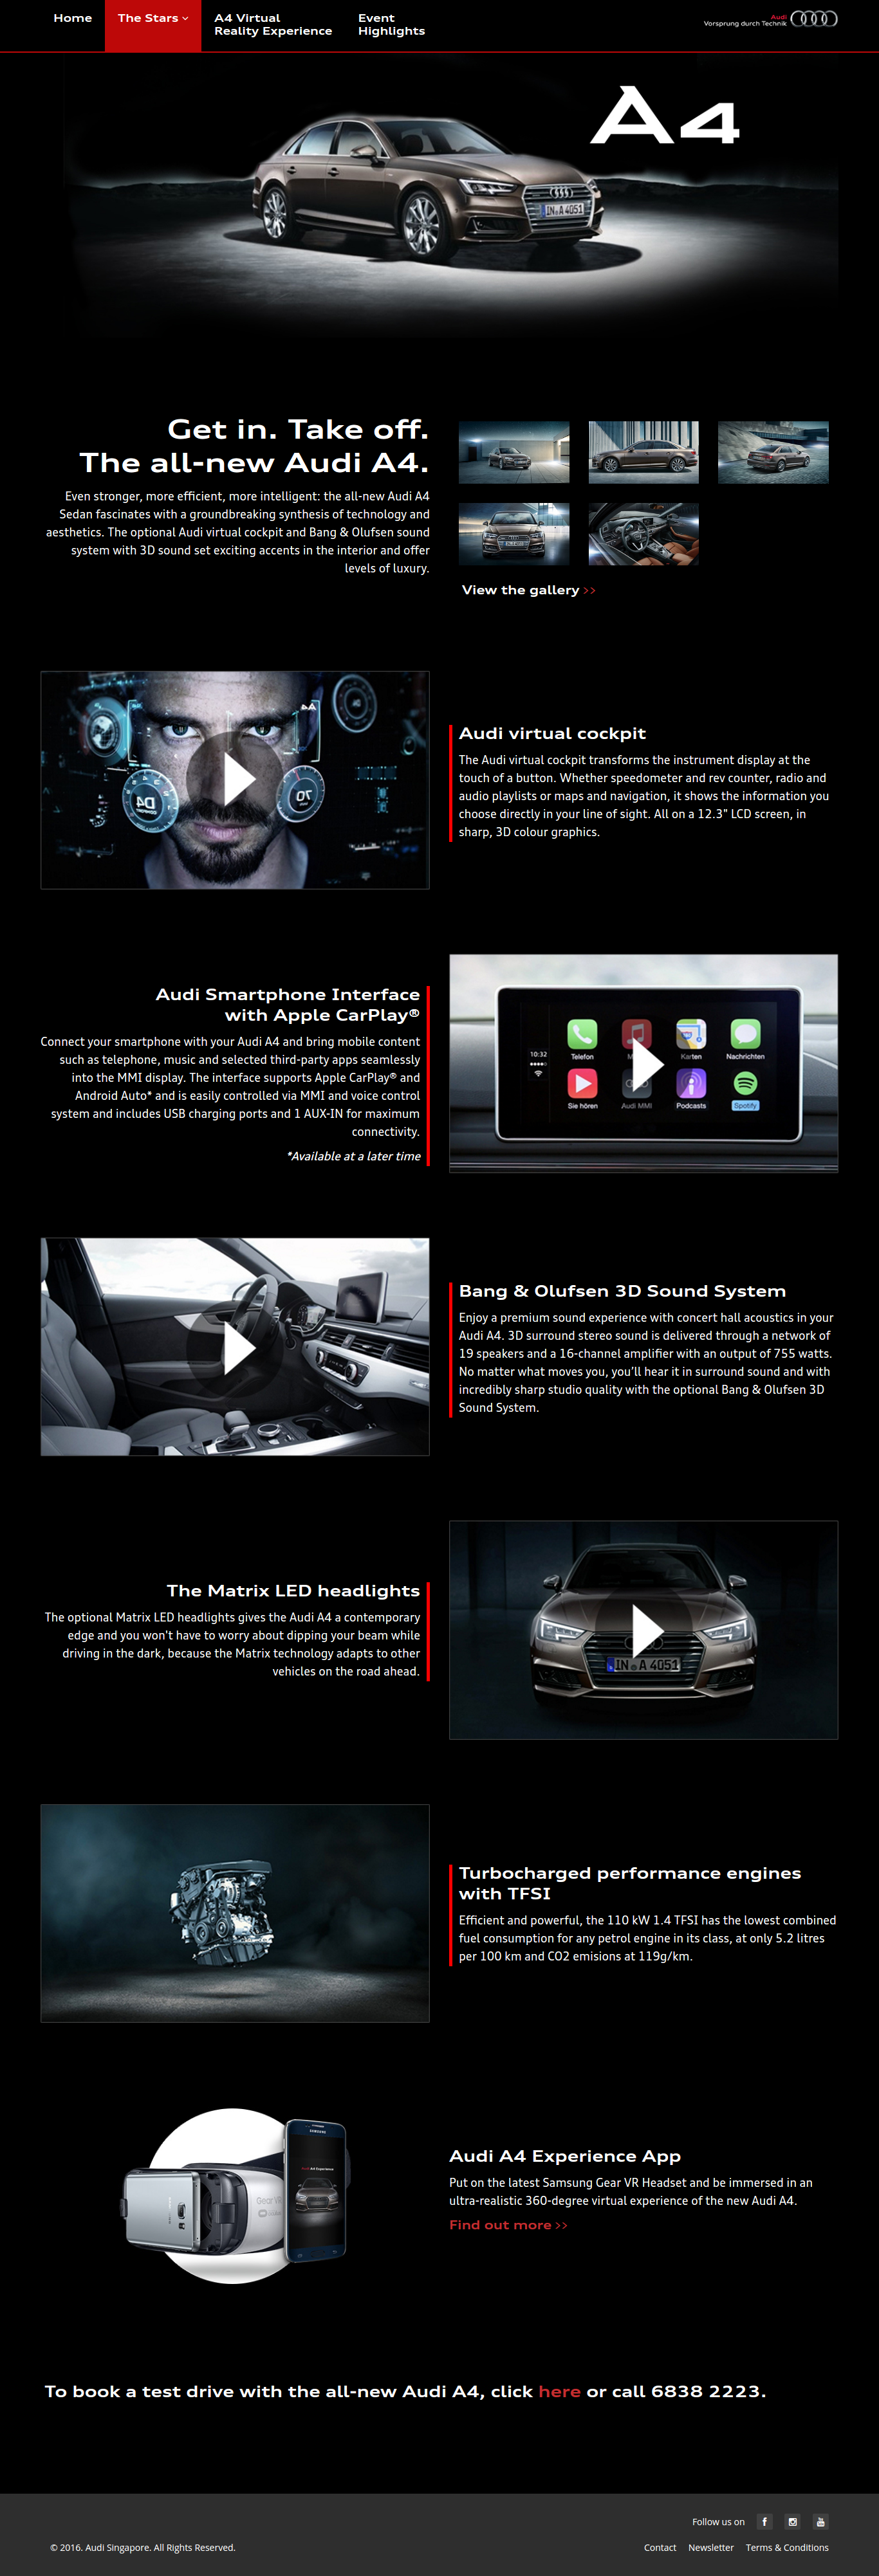 Home
The Stars
A4 Virtual
Reality Experience
Event
Highlights
Audi
Vorsprung durch Technik
A4
IN A 4051
Get in. Take off.
The all-new Audi A4.
Even stronger, more efficient, more intelligent: the all-new Audi A4
Sedan fascinates with a groundbreaking synthesis of technology and
aesthetics. The optional Audi virtual cockpit and Bang & Olufsen sound
system with 3D sound set exciting accents in the interior and offer
levels of luxury.
View the gallery >>
Audi virtual cockpit
The Audi virtual cockpit transforms the instrument display at the
touch of a button. Whether speedometer and rev counter, radio and
audio playlists or maps and navigation, it shows the information you
choose directly in your line of sight. All on a 12.3" LCD screen, in
sharp, 3D colour graphics.
Audi Smartphone Interface
with Apple CarPlay®
Connect your smartphone with your Audi A4 and bring mobile content
such as telephone, music and selected third-party apps seamlessly
into the MMI display. The interface supports Apple CarPlay® and
Android Auto* and is easily controlled via MMI and voice control
system and includes USB charging ports and 1 AUX-IN for maximum
connectivity.
*Available at a later time
10:32
Telefon
Karten
Nachrichten
Sie hören
Audi MMI
Podcasts
Spotify
Bang & Olufsen 3D Sound System
Enjoy a premium sound experience with concert hall acoustics in your
Audi A4. 3D surround stereo sound is delivered through a network of
19 speakers and a 16-channel amplifier with an output of 755 watts.
No matter what moves you, you'll hear it in surround sound and with
incredibly sharp studio quality with the optional Bang & Olufsen 3D
Sound System.
The Matrix LED headlights
The optional Matrix LED headlights gives the Audi A4 a contemporary
edge and you won't have to worry about dipping your beam while
driving in the dark, because the Matrix technology adapts to other
vehicles on the road ahead.
IN A 4051
Turbocharged performance engines
with TFSI
Efficient and powerful, the 110 kW 1.4 TFSI has the lowest combined
fuel consumption for any petrol engine in its class, at only 5.2 litres
per 100 km and CO2 emisions at 119g/km.
SAMSUNG
Gear VR
Audi A4 Experience
Audi A4 Experience App
Put on the latest Samsung Gear VR Headset and be immersed in an
ultra-realistic 360-degree virtual experience of the new Audi A4.
Find out more >>
To book a test drive with the all-new Audi A4, click here or call 6838 2223.
Follow us on
© 2016. Audi Singapore. All Rights Reserved.
Contact
Newsletter
Terms & Conditions